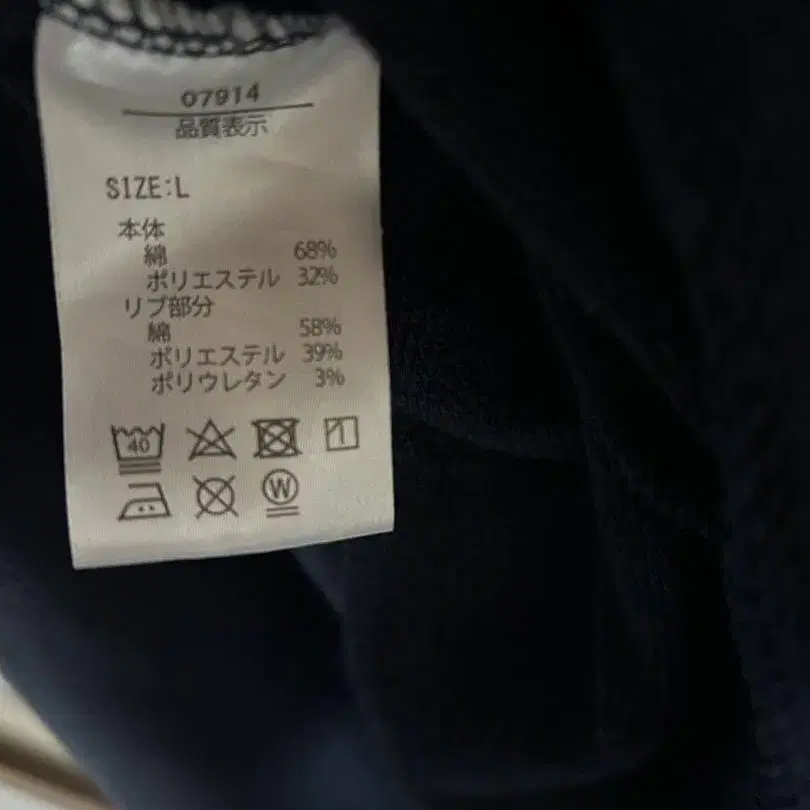 07914
品質表示
SIZE:L
本体
綿 68%
ポリエステル 32%
リブ部分
綿 58%
ポリエステル 39%
ポリウレタン 3%
40
W